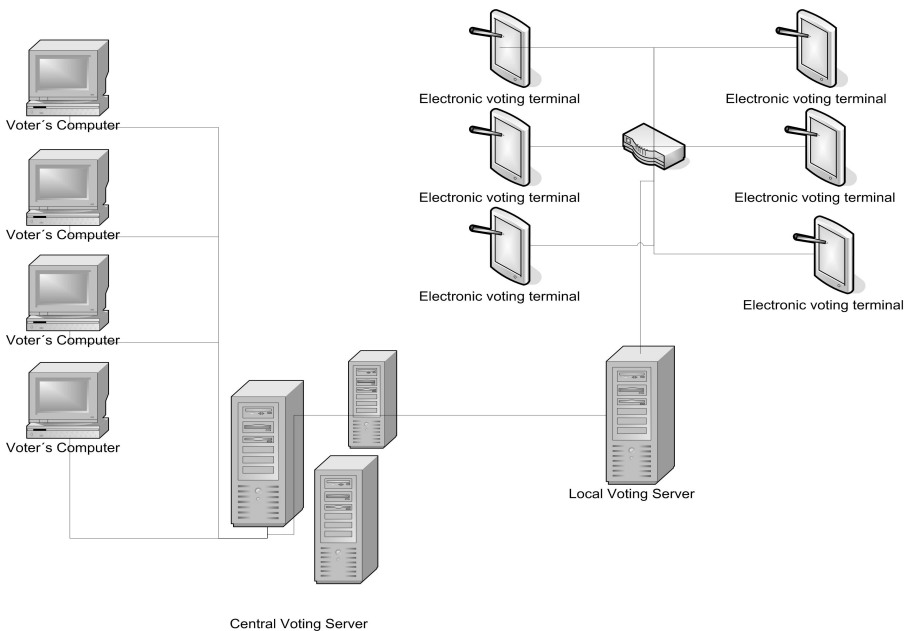 Electronic voting terminal
Electronic voting terminal
Voter´s Computer
Electronic voting terminal
Electronic voting terminal
Voter´s Computer
Electronic voting terminal
Electronic voting terminal
Voter´s Computer
Voter´s Computer
Local Voting Server
Central Voting Server